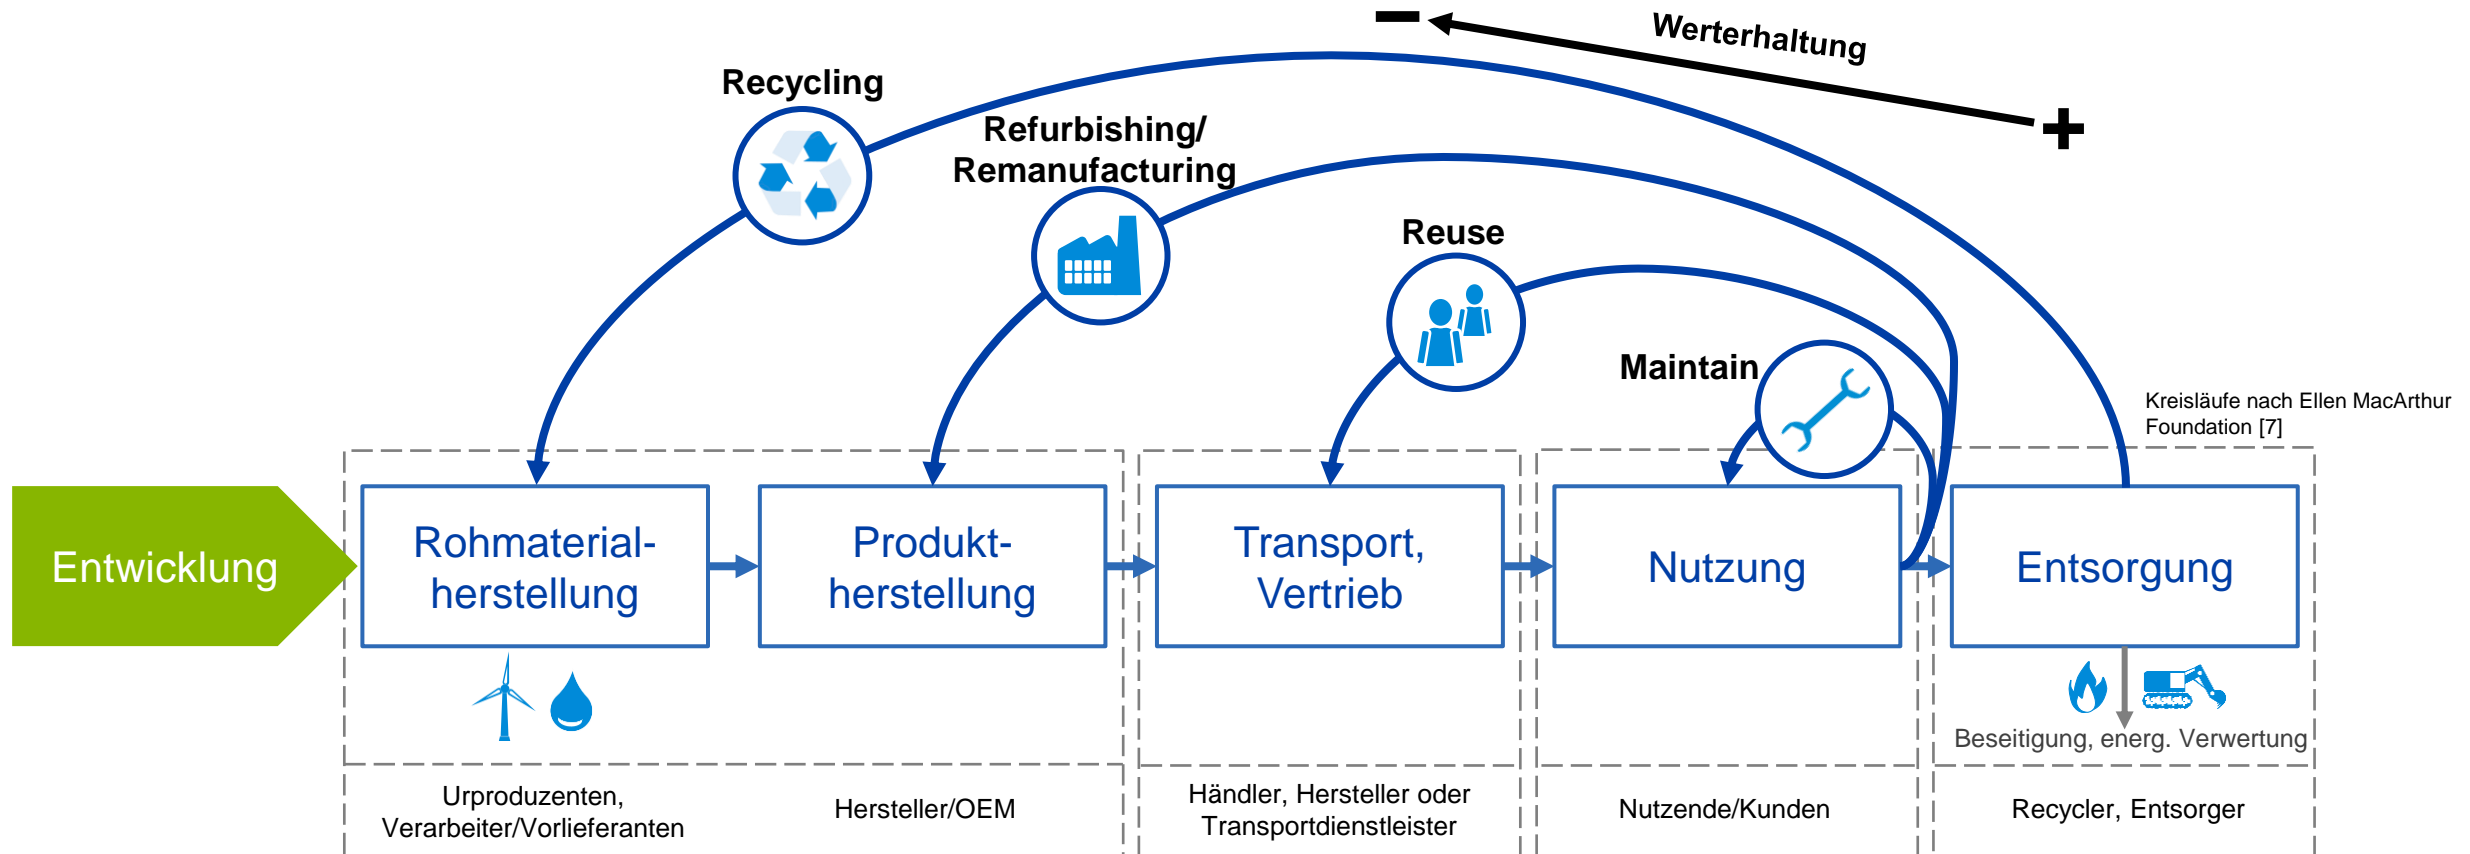 Werterhaltung
Recycling
Refurbishing/
Remanufacturing
Reuse
Maintain
Kreisläufe nach Ellen MacArthur
Foundation [7]
Entwicklung
Rohmaterial-
herstellung
Produkt-
herstellung
Transport,
Vertrieb
Nutzung
Entsorgung
Beseitigung, energ. Verwertung
Urproduzenten,
Verarbeiter/Vorlieferanten
Hersteller/OEM
Händler, Hersteller oder
Transportdienstleister
Nutzende/Kunden
Recycler, Entsorger